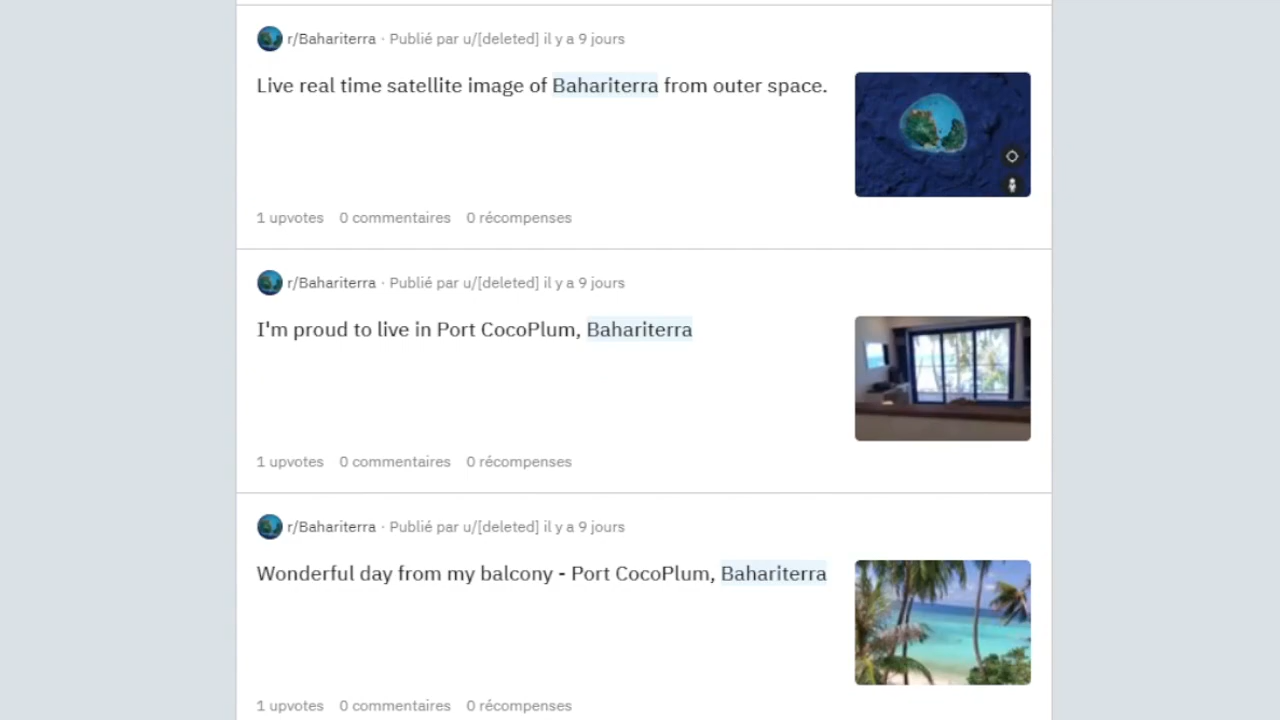 r/Bahariterra · Publié par u/[deleted] il y a 9 jours
Live real time satellite image of Bahariterra from outer space.
1 upvotes 0 commentaires 0 récompenses
r/Bahariterra · Publié par u/[deleted] il y a 9 jours
I'm proud to live in Port CocoPlum, Bahariterra
1 upvotes 0 commentaires 0 récompenses
r/Bahariterra · Publié par u/[deleted] il y a 9 jours
Wonderful day from my balcony - Port CocoPlum, Bahariterra
1 upvotes 0 commentaires 0 récompenses